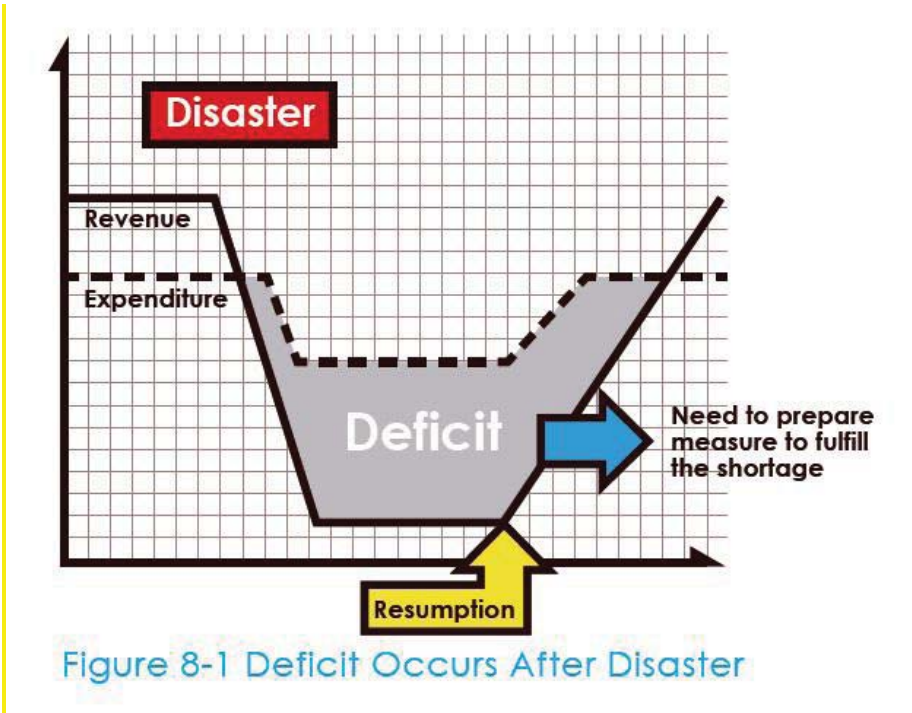 Disaster
Revenue
Expenditure
Deficit
Need to prepare
measure to fulfill
the shortage
Resumption
Figure 8-1 Deficit Occurs After Disaster